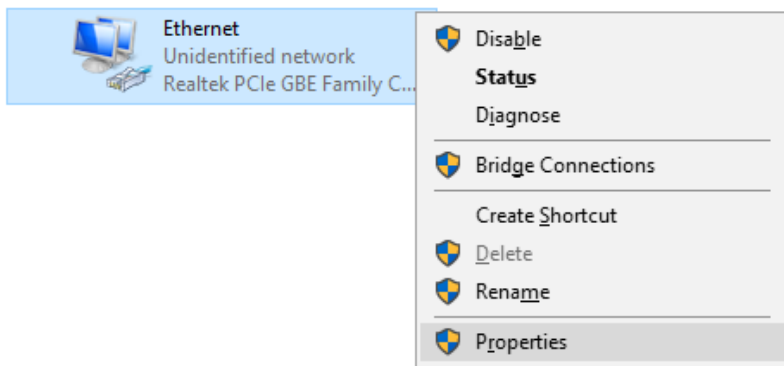 Ethernet
Unidentified network
Realtek PCIe GBE Family C...
Disable
Status
Diagnose
Bridge Connections
Create Shortcut
Delete
Rename
Properties